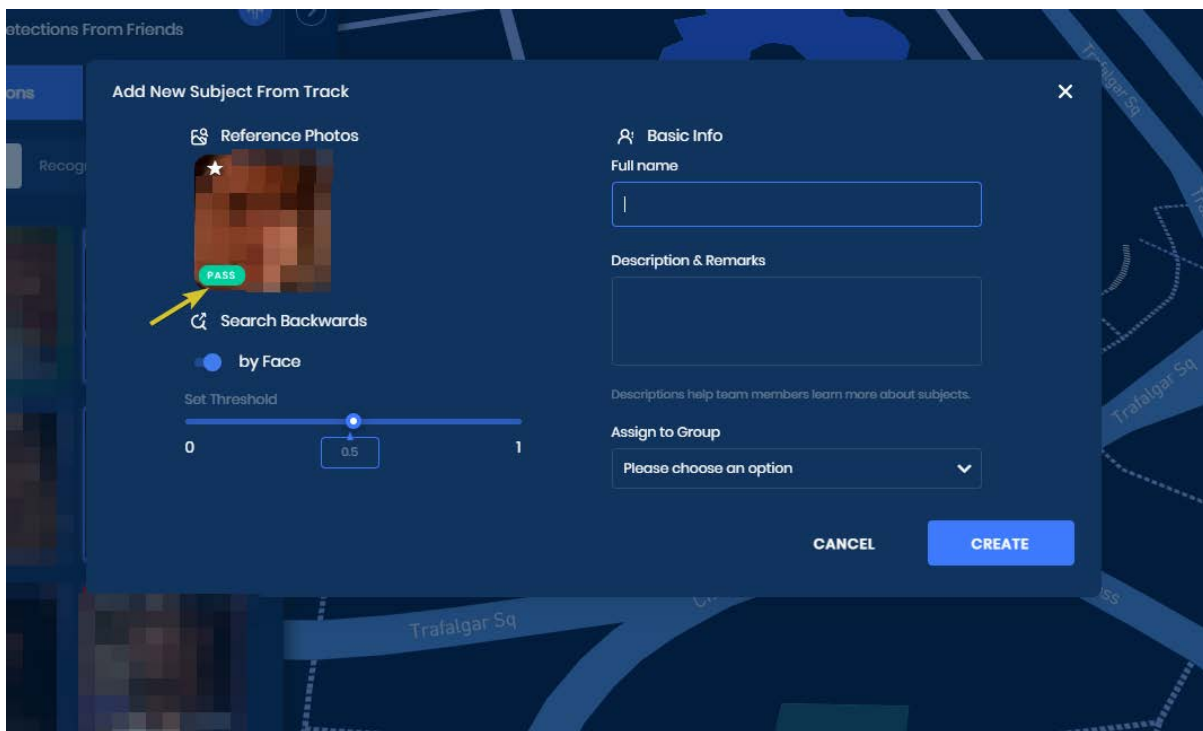 etections From Friends
ons
Recog
Add New Subject From Track
Reference Photos
PASS
Search Backwards
by Face
Set Threshold
0
0.5
1
Basic Info
Full name
Description & Remarks
Descriptions help team members learn more about subjects.
Assign to Group
Please choose an option
CANCEL
CREATE
Trafalgar Sq
Trafalgar Sq
Trafalgar Sq